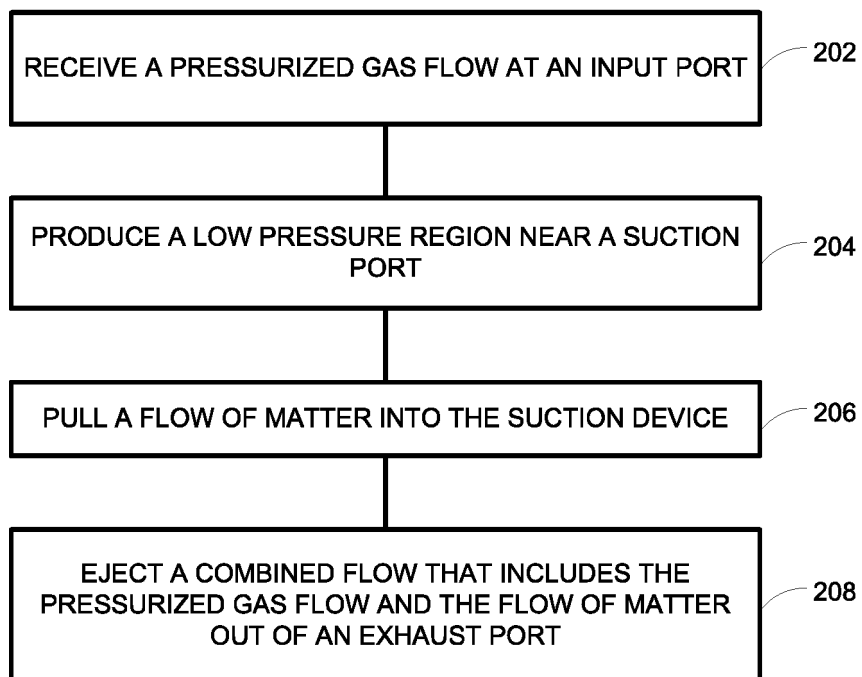 RECEIVE A PRESSURIZED GAS FLOW AT AN INPUT PORT
202
PRODUCE A LOW PRESSURE REGION NEAR A SUCTION
PORT
204
PULL A FLOW OF MATTER INTO THE SUCTION DEVICE
206
EJECT A COMBINED FLOW THAT INCLUDES THE
PRESSURIZED GAS FLOW AND THE FLOW OF MATTER
OUT OF AN EXHAUST PORT
208